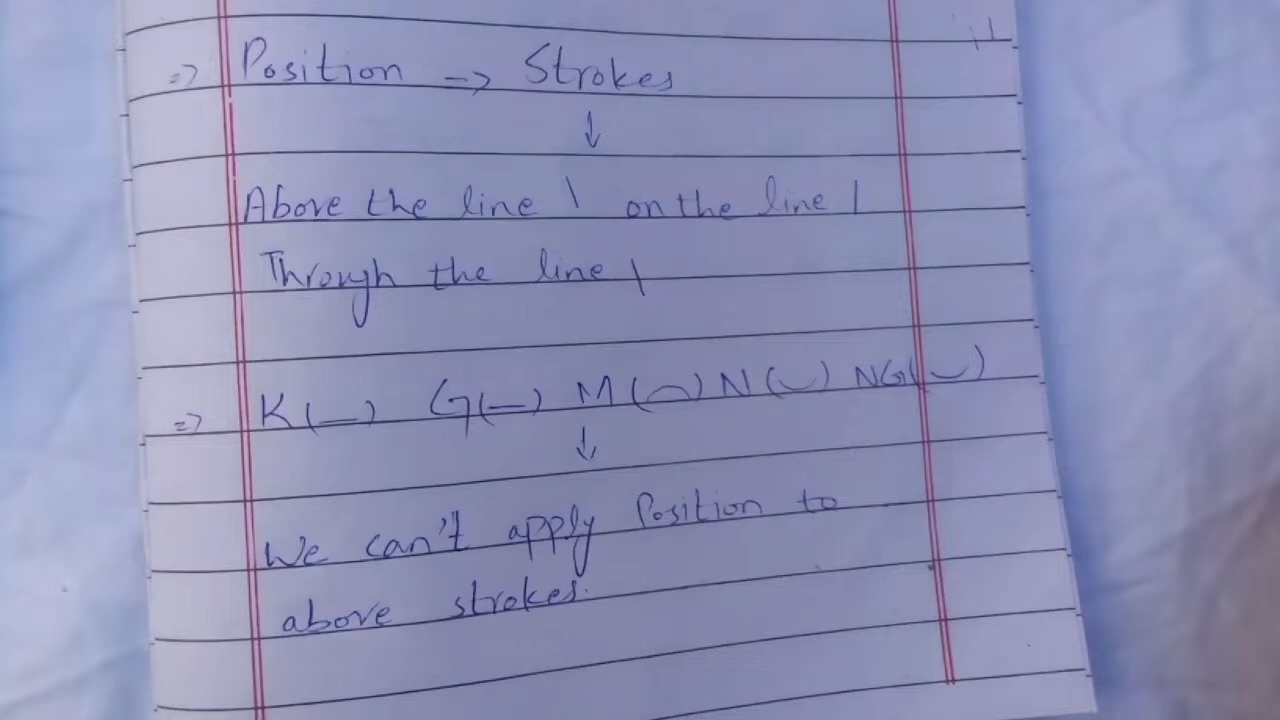 => Position -> Strokes
↓
Above the line \ on the line |
Through the line \
=> K (—) G (—) M (⌒) N (‿) NG (‿)
↓
We can't apply Position to
above strokes.